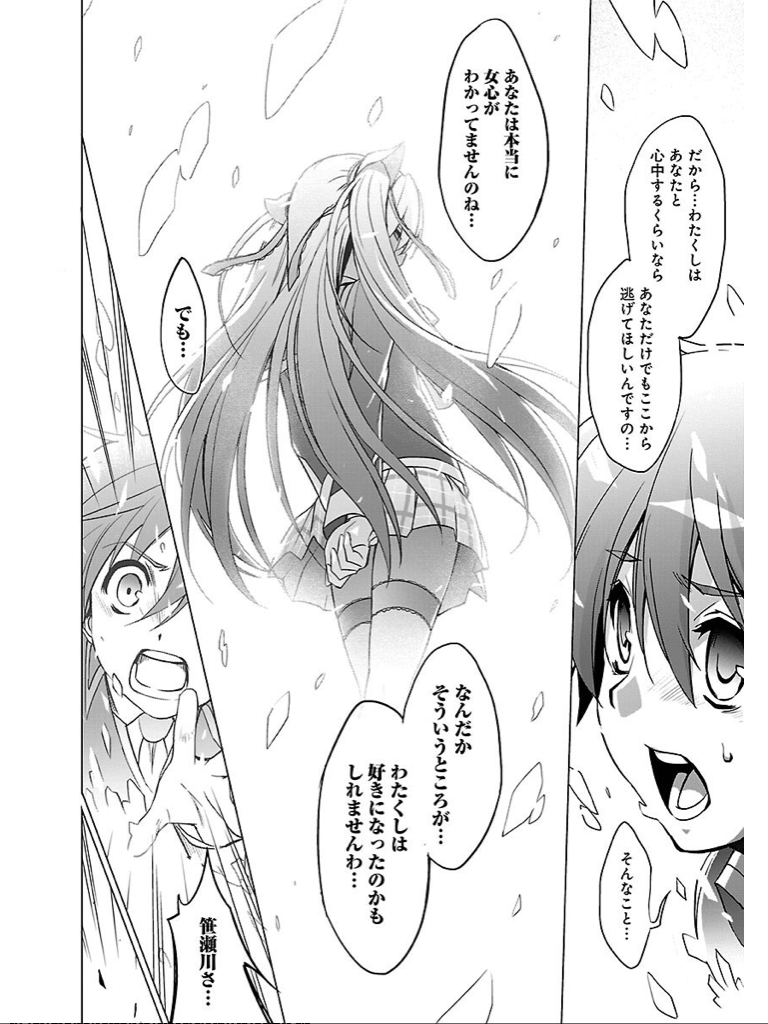 だから…わたくしは
あなたと
心中するくらいなら
あなただけでもここから
逃げてほしいんですの…
そんなこと…
あなたは本当に
女心が
わかってませんのね…
でも…
なんだか
そういうところが…
わたくしは
好きになったのかも
しれませんわ…
笹瀬川さ…